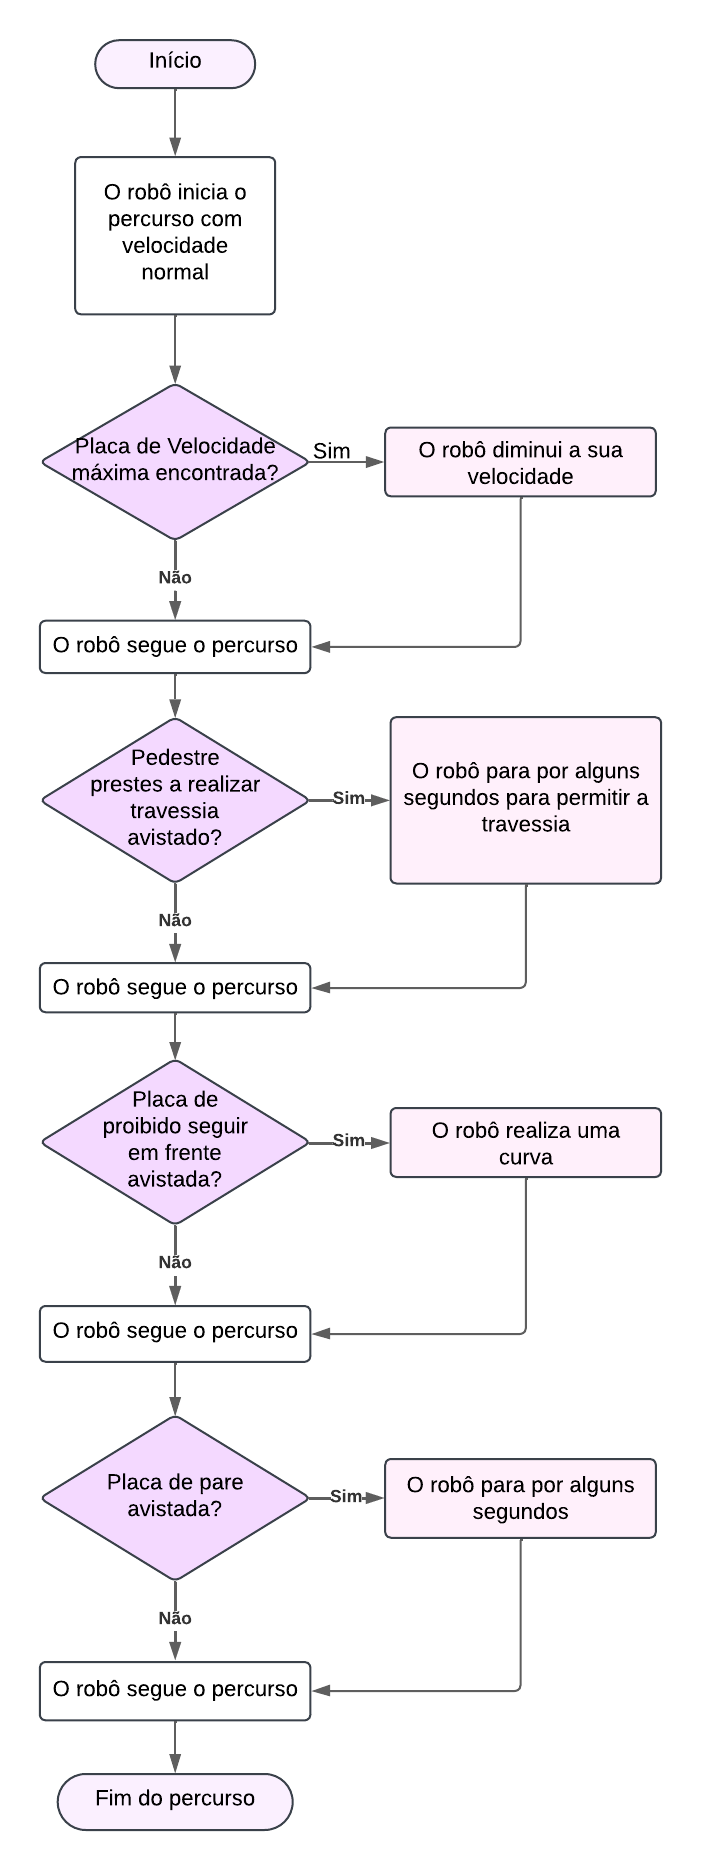 Início
O robô inicia o
percurso com
velocidade
normal
Placa de Velocidade
máxima encontrada?
Sim
O robô diminui a sua
velocidade
Não
O robô segue o percurso
Pedestre
prestes a realizar
travessia
avistado?
Sim
O robô para por alguns
segundos para permitir a
travessia
Não
O robô segue o percurso
Placa de
proibido seguir
em frente
avistada?
Sim
O robô realiza uma
curva
Não
O robô segue o percurso
Placa de pare
avistada?
Sim
O robô para por alguns
segundos
Não
O robô segue o percurso
Fim do percurso